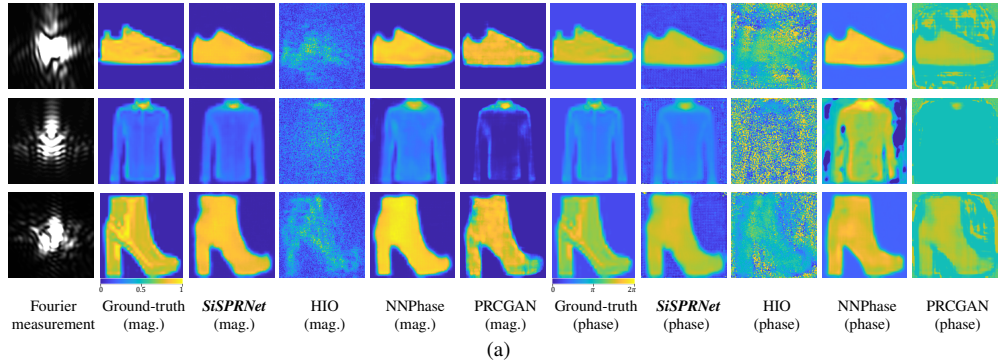 0 0.5 1
0 π 2π
Fourier measurement
Ground-truth (mag.)
SiSPRNet (mag.)
HIO (mag.)
NNPhase (mag.)
PRCGAN (mag.)
Ground-truth (phase)
SiSPRNet (phase)
HIO (phase)
NNPhase (phase)
PRCGAN (phase)
(a)